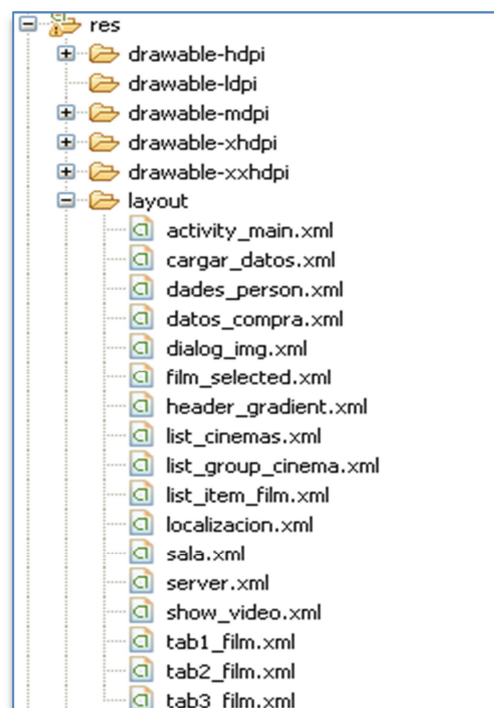 res
drawable-hdpi
drawable-ldpi
drawable-mdpi
drawable-xhdpi
drawable-xxhdpi
layout
activity_main.xml
cargar_datos.xml
dades_person.xml
datos_compra.xml
dialog_img.xml
film_selected.xml
header_gradient.xml
list_cinemas.xml
list_group_cinema.xml
list_item_film.xml
localizacion.xml
sala.xml
server.xml
show_video.xml
tab1_film.xml
tab2_film.xml
tab3_film.xml